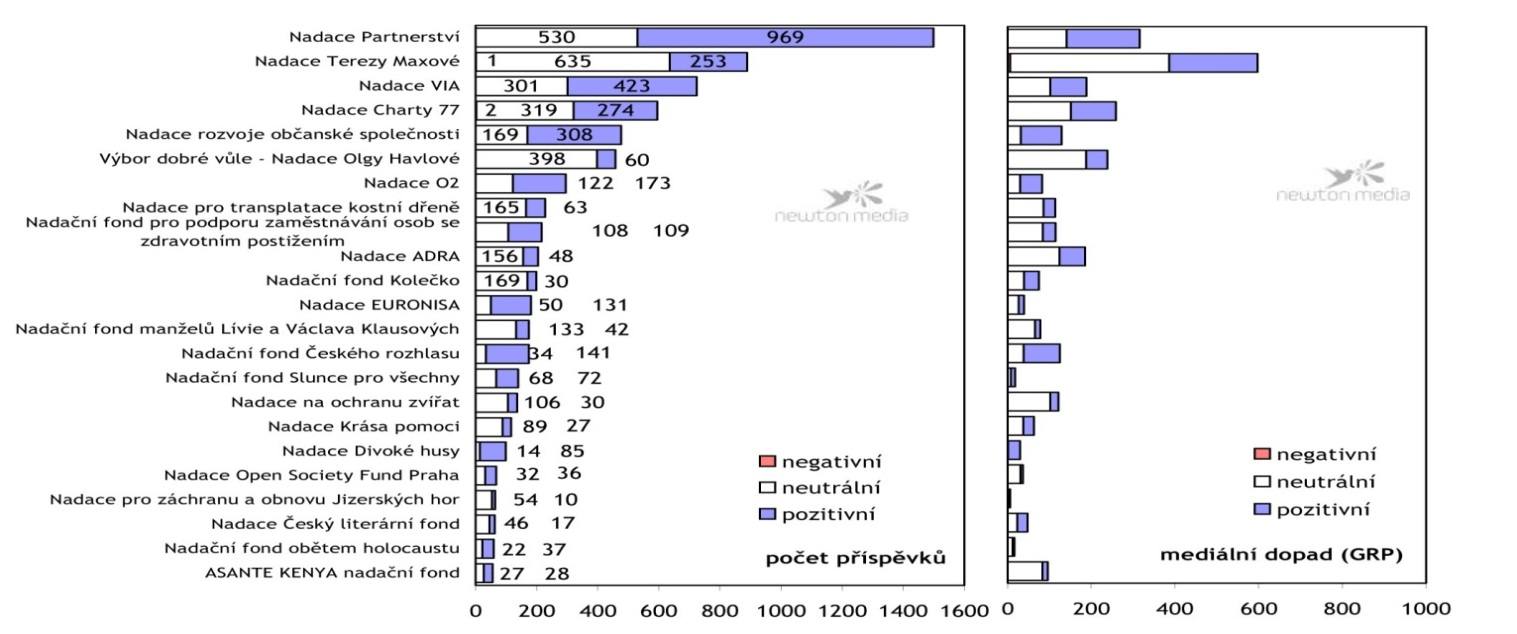 Nadace Partnerství 530 969
Nadace Terezy Maxové 1 635 253
Nadace VIA 301 423
Nadace Charty 77 2 319 274
Nadace rozvoje občanské společnosti 169 308
Výbor dobré vůle - Nadace Olgy Havlové 398 60
Nadace O2 122 173
Nadace pro transplatace kostní dřeně 165 63
Nadační fond pro podporu zaměstnávání osob se
zdravotním postižením 108 109
Nadace ADRA 156 48
Nadační fond Kolečko 169 30
Nadace EURONISA 50 131
Nadační fond manželů Lívie a Václava Klausových 133 42
Nadační fond Českého rozhlasu 34 141
Nadační fond Slunce pro všechny 68 72
Nadace na ochranu zvířat 106 30
Nadace Krása pomoci 89 27
Nadace Divoké husy 14 85
Nadace Open Society Fund Praha 32 36
Nadace pro záchranu a obnovu Jizerských hor 54 10
Nadace Český literární fond 46 17
Nadační fond obětem holocaustu 22 37
ASANTE KENYA nadační fond 27 28
newton media
negativní
neutrální
pozitivní
počet příspěvků
0 200 400 600 800 1000 1200 1400 1600
newton media
negativní
neutrální
pozitivní
mediální dopad (GRP)
0 200 400 600 800 1000